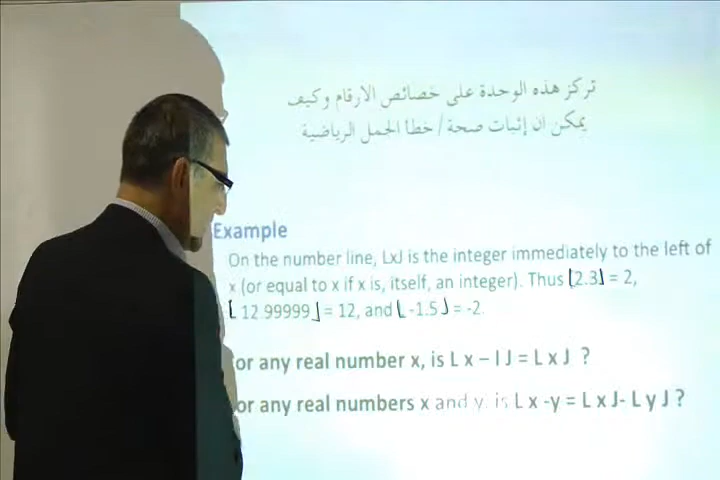 تركز هذه الوحدة على خصائص الارقام وكيف
يمكن ان إثبات صحة/خطأ الجمل الرياضية
Example
On the number line, LxJ is the integer immediately to the left of
x (or equal to x if x is, itself, an integer). Thus ⌊2.3⌋ = 2,
⌊ 12 99999 ⌋ = 12, and ⌊ -1.5 ⌋ = -2.
or any real number x, is L x – I J = L x J ?
or any real numbers x and y, is L x -y = L x J- L y J ?